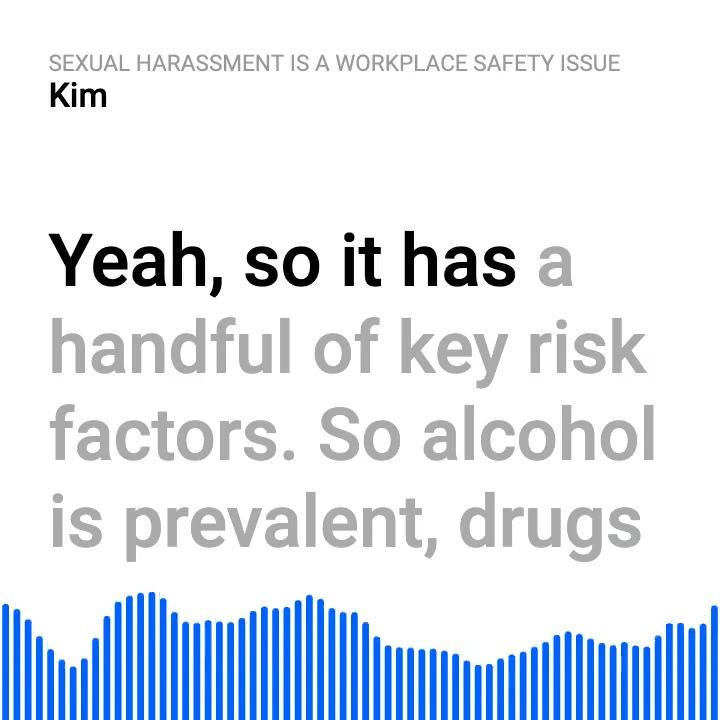 SEXUAL HARASSMENT IS A WORKPLACE SAFETY ISSUE
Kim
Yeah, so it has a
handful of key risk
factors. So alcohol
is prevalent, drugs